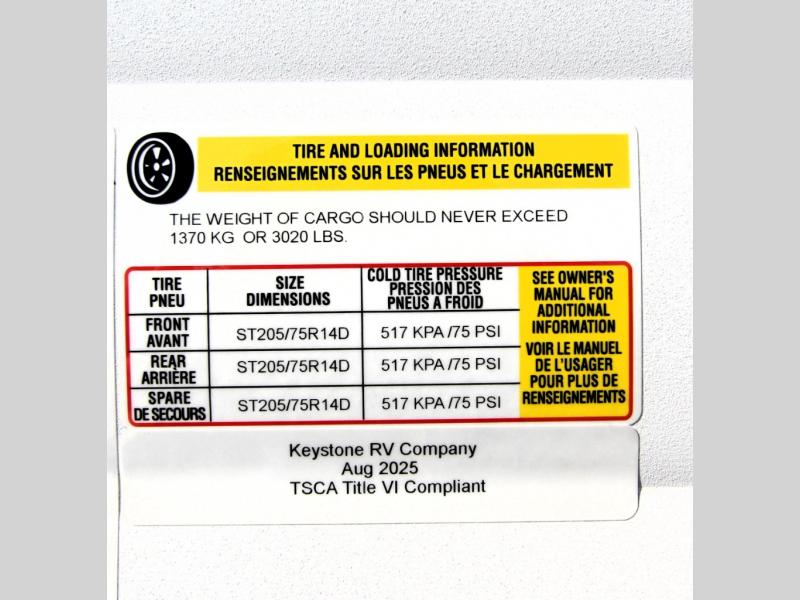 TIRE AND LOADING INFORMATION
RENSEIGNEMENTS SUR LES PNEUS ET LE CHARGEMENT
THE WEIGHT OF CARGO SHOULD NEVER EXCEED
1370 KG OR 3020 LBS.
TIRE
PNEU
SIZE
DIMENSIONS
COLD TIRE PRESSURE
PRESSION DES
PNEUS A FROID
FRONT
AVANT
ST205/75R14D
517 KPA /75 PSI
REAR
ARRIÈRE
ST205/75R14D
517 KPA /75 PSI
SPARE
DE SECOURS
ST205/75R14D
517 KPA /75 PSI
SEE OWNER'S
MANUAL FOR
ADDITIONAL
INFORMATION
VOIR LE MANUEL
DE L'USAGER
POUR PLUS DE
RENSEIGNEMENTS
Keystone RV Company
Aug 2025
TSCA Title VI Compliant